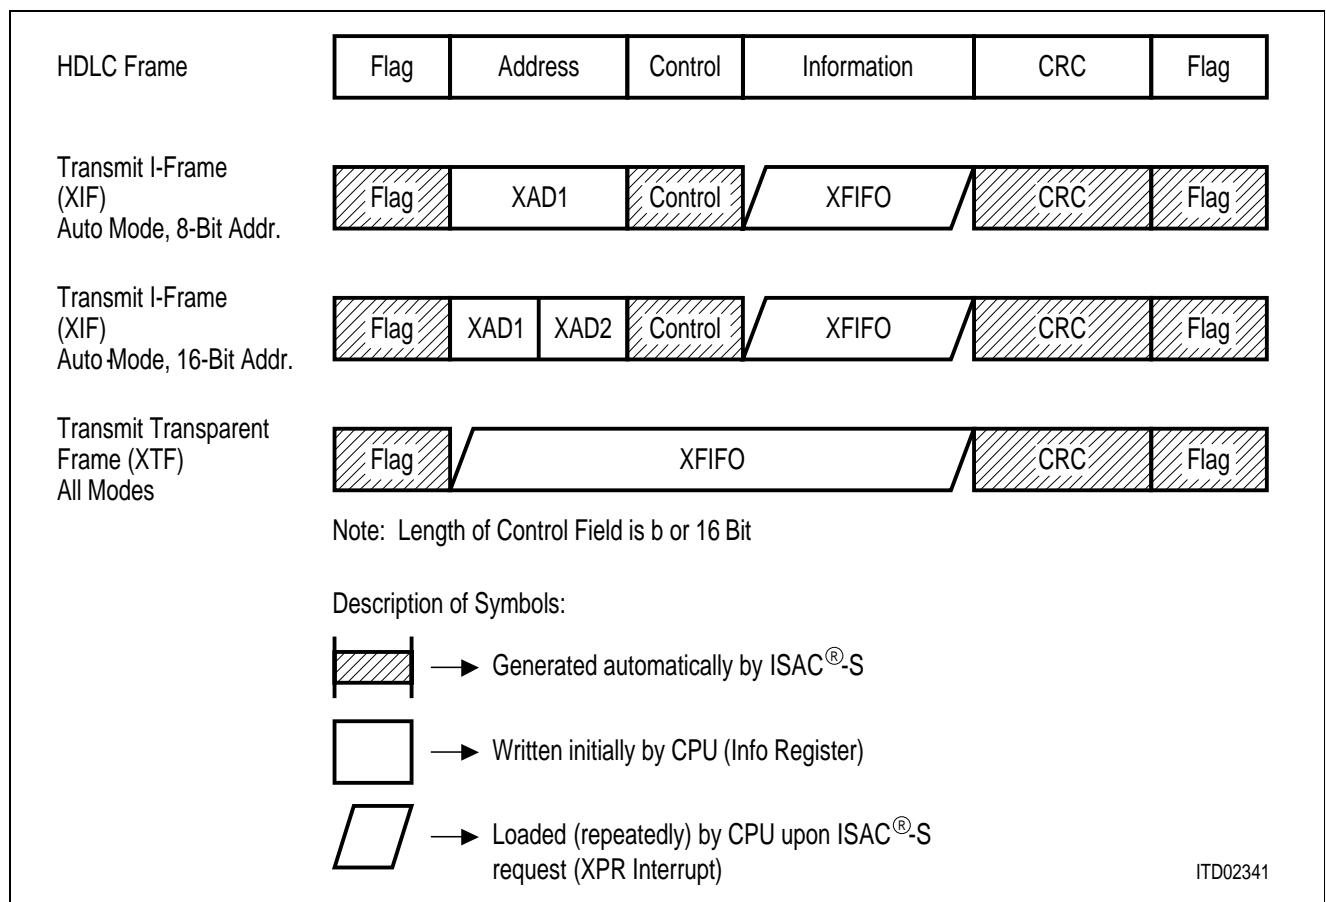 HDLC Frame Flag Address Control Information CRC Flag
Transmit I-Frame
(XIF)
Auto Mode, 8-Bit Addr.
Flag XAD1 Control XFIFO CRC Flag
Transmit I-Frame
(XIF)
Auto-Mode, 16-Bit Addr.
Flag XAD1 XAD2 Control XFIFO CRC Flag
Transmit Transparent
Frame (XTF)
All Modes
Flag XFIFO CRC Flag
Note: Length of Control Field is b or 16 Bit
Description of Symbols:
Generated automatically by ISAC®-S
Written initially by CPU (Info Register)
Loaded (repeatedly) by CPU upon ISAC®-S
request (XPR Interrupt)
ITD02341